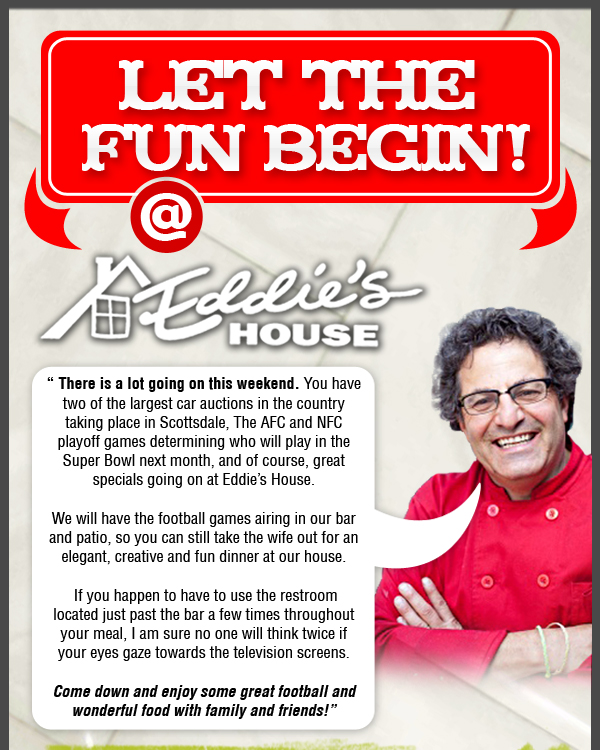 LET THE
FUN BEGIN!
@
Eddie's
HOUSE
“ There is a lot going on this weekend. You have
two of the largest car auctions in the country
taking place in Scottsdale, The AFC and NFC
playoff games determining who will play in the
Super Bowl next month, and of course, great
specials going on at Eddie’s House.
We will have the football games airing in our bar
and patio, so you can still take the wife out for an
elegant, creative and fun dinner at our house.
If you happen to have to use the restroom
located just past the bar a few times throughout
your meal, I am sure no one will think twice if
your eyes gaze towards the television screens.
Come down and enjoy some great football and
wonderful food with family and friends!”